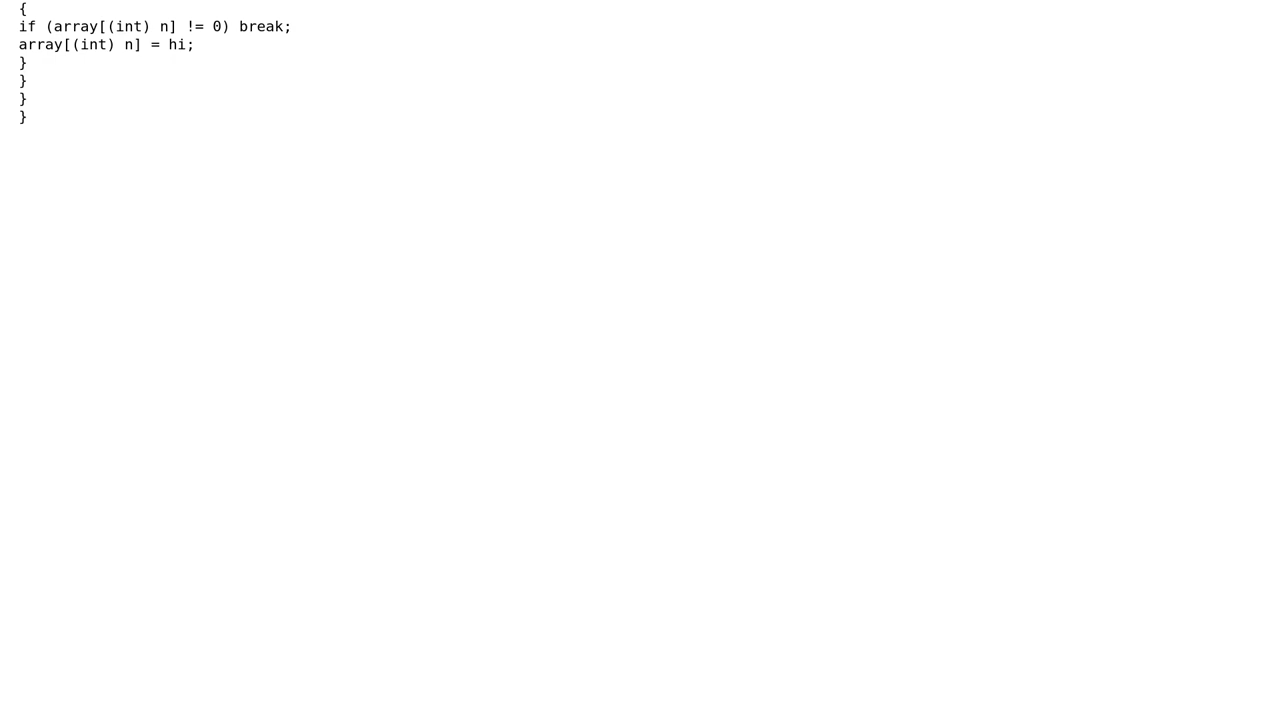 {
if (array[(int) n] != 0) break;
array[(int) n] = hi;
}
}
}
}